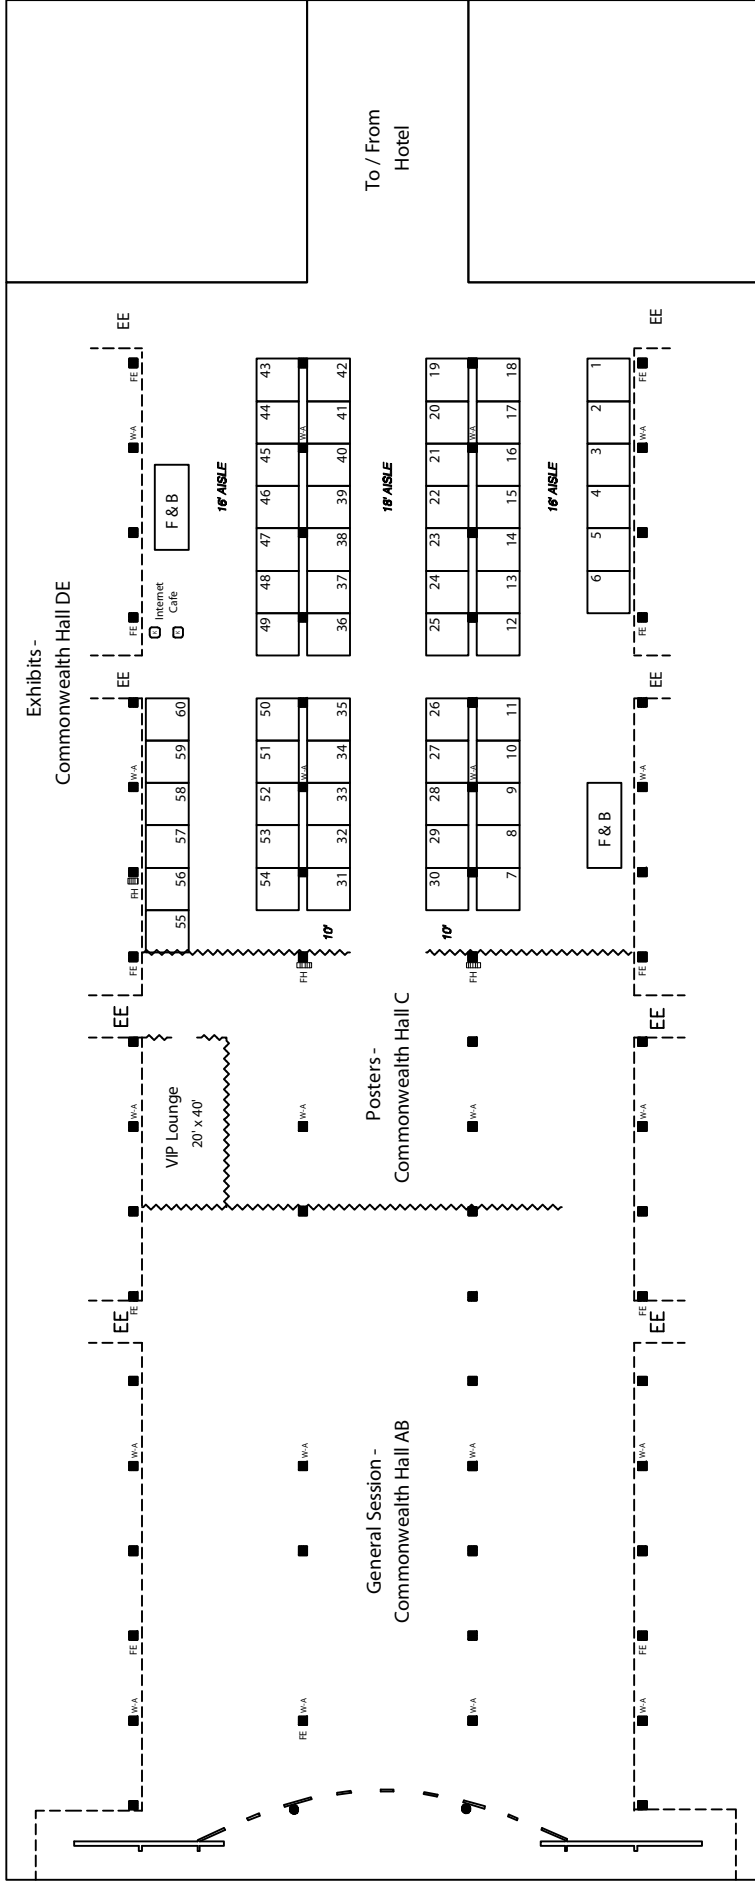 To / From
Hotel
EE
EE
Exhibits -
Commonwealth Hall DE
FE
W-A
FE
F & B
Internet
Cafe
K
K
16' AISLE
43
44
45
46
47
48
49
W-A
42
41
40
39
38
37
36
18' AISLE
19
20
21
22
23
24
25
W-A
18
17
16
15
14
13
12
16' AISLE
1
2
3
4
5
6
FE
W-A
FE
EE
EE
W-A
FH
FE
60
59
58
57
56
55
50
51
52
53
54
W-A
35
34
33
32
31
10'
FH
26
27
28
29
30
W-A
11
10
9
8
7
10'
FH
F & B
W-A
FE
EE
EE
VIP Lounge
20' x 40'
W-A
W-A
Posters -
Commonwealth Hall C
W-A
W-A
FE
FE
EE
EE
General Session -
Commonwealth Hall AB
W-A
W-A
W-A
W-A
FE
FE
W-A
W-A
FE
W-A
W-A